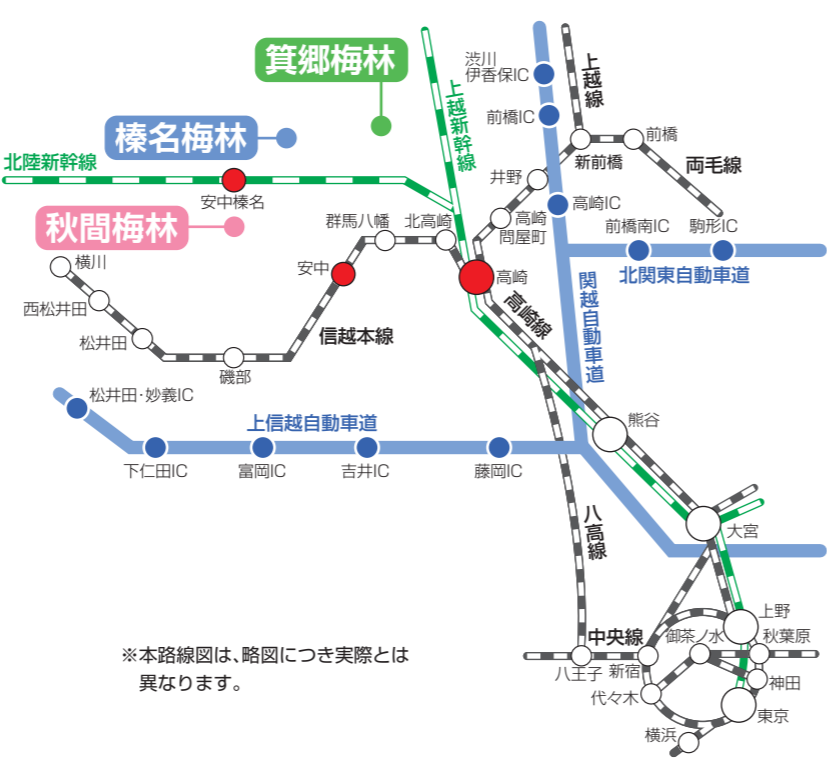 箕郷梅林
榛名梅林
秋間梅林
北陸新幹線
安中榛名
上越新幹線
渋川
伊香保IC
前橋IC
上越線
新前橋
前橋
両毛線
井野
高崎IC
高崎
問屋町
前橋南IC
駒形IC
北関東自動車道
群馬八幡
北高崎
安中
高崎
横川
西松井田
松井田
磯部
信越本線
高崎線
関越自動車道
松井田・妙義IC
上信越自動車道
下仁田IC
富岡IC
吉井IC
藤岡IC
熊谷
八高線
大宮
上野
中央線
御茶ノ水
秋葉原
八王子
新宿
代々木
神田
東京
横浜
※本路線図は、略図につき実際とは
異なります。